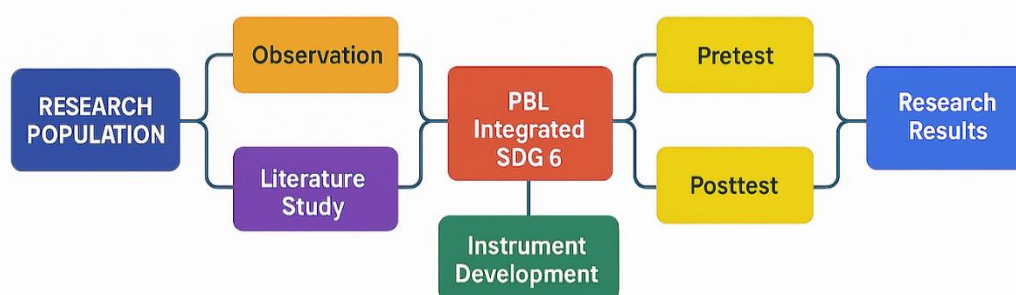 RESEARCH
POPULATION
Observation
Literature
Study
PBL
Integrated
SDG 6
Instrument
Development
Pretest
Posttest
Research
Results